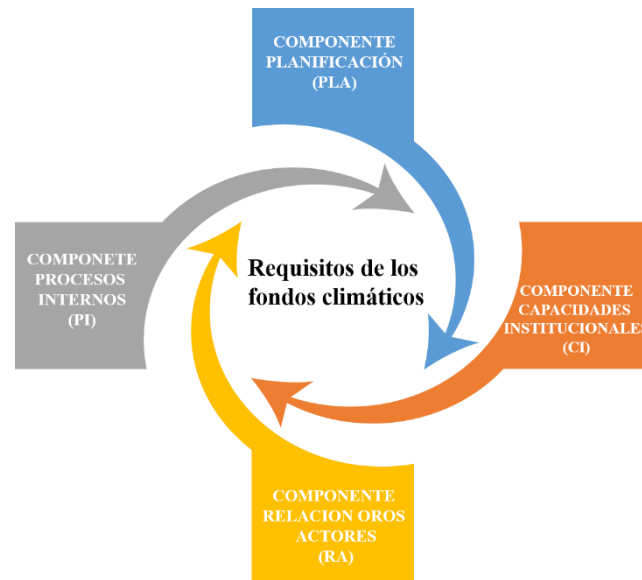 COMPONENTE
PLANIFICACIÓN
(PLA)
COMPONETE
PROCESOS
INTERNOS
(PI)
Requisitos de los
fondos climáticos
COMPONENTE
CAPACIDADES
INSTITUCIONALES
(CI)
COMPONENTE
RELACION OROS
ACTORES
(RA)